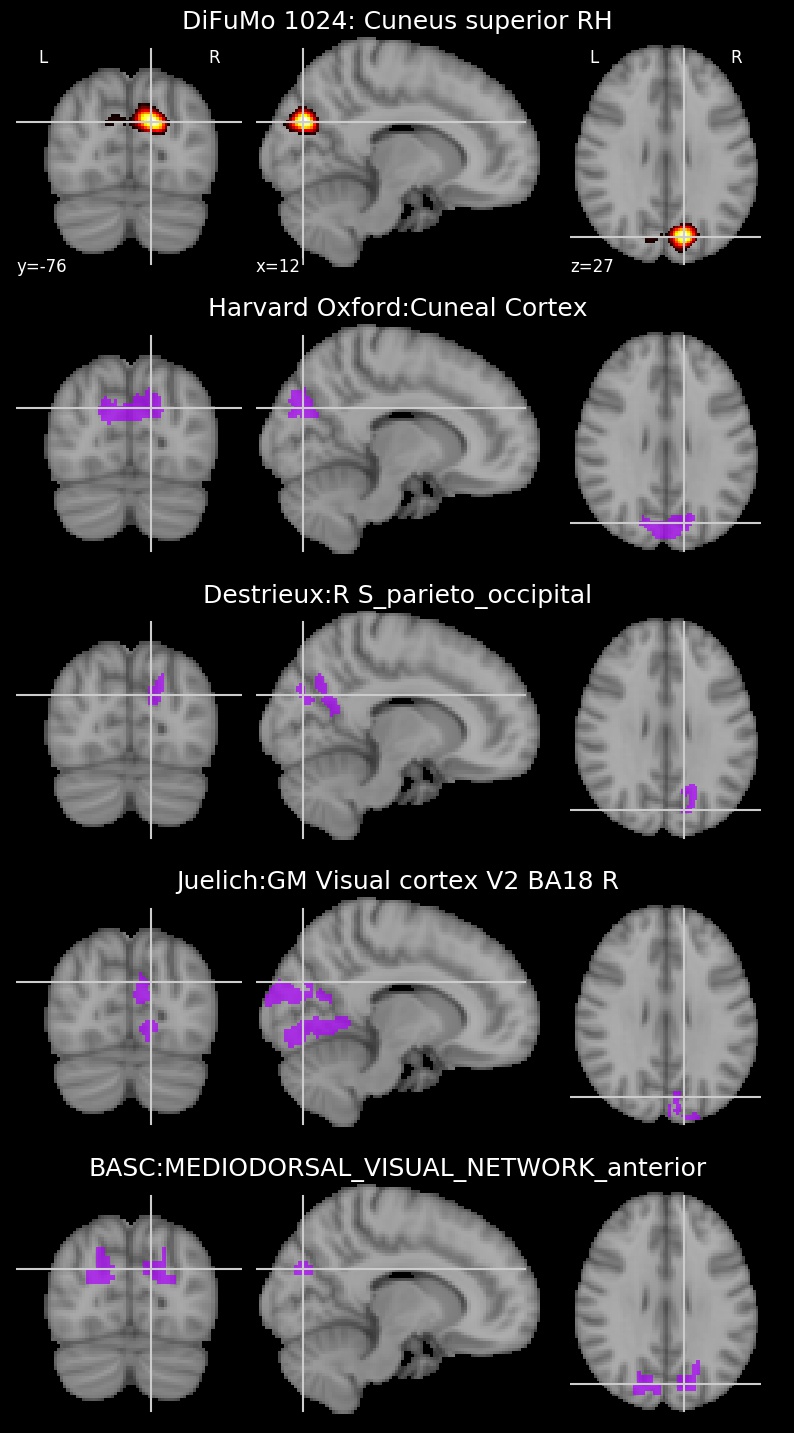 DiFuMo 1024: Cuneus superior RH
L R L R
y=-76 x=12 z=27
Harvard Oxford:Cuneal Cortex
Destrieux:R S_parieto_occipital
Juelich:GM Visual cortex V2 BA18 R
BASC:MEDIODORSAL_VISUAL_NETWORK_anterior